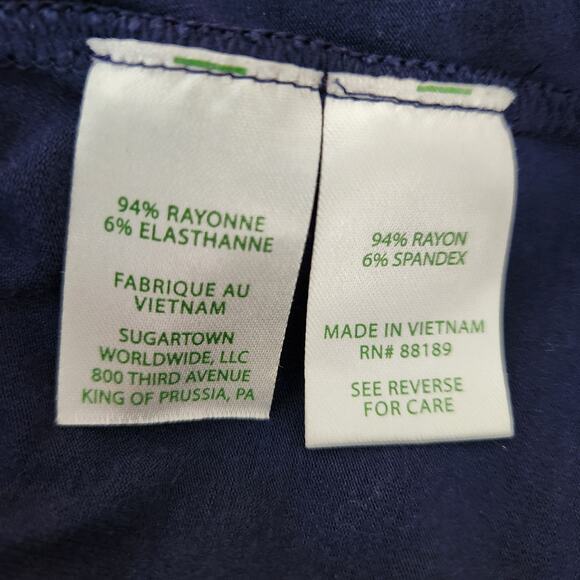 94% RAYONNE
6% ELASTHANNE
FABRIQUE AU
VIETNAM
SUGARTOWN
WORLDWIDE, LLC
800 THIRD AVENUE
KING OF PRUSSIA, PA
94% RAYON
6% SPANDEX
MADE IN VIETNAM
RN# 88189
SEE REVERSE
FOR CARE